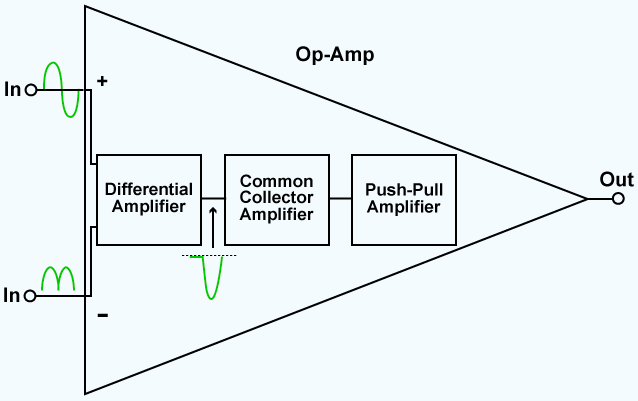 Op-Amp
In
+
Differential
Amplifier
Common
Collector
Amplifier
Push-Pull
Amplifier
Out
In
-